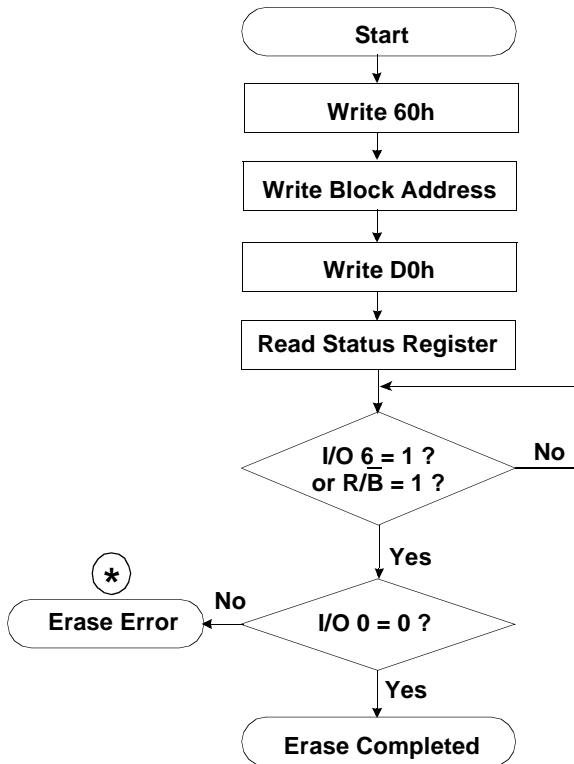 Start
Write 60h
Write Block Address
Write D0h
Read Status Register
I/O 6 = 1 ?
or R/B̅ = 1 ?
No
Yes
*
No
Erase Error
I/O 0 = 0 ?
Yes
Erase Completed